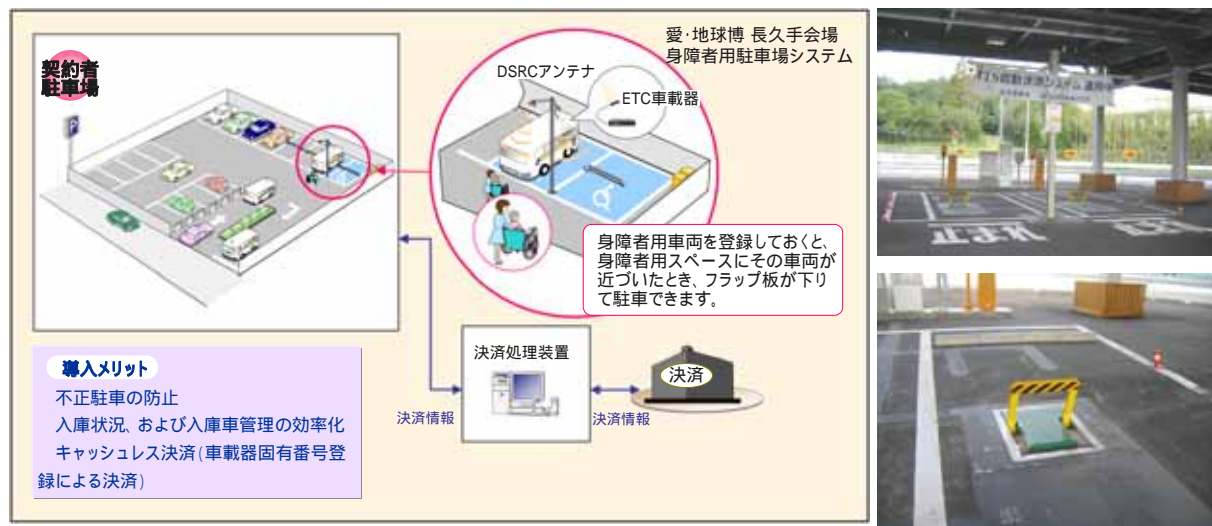 愛・地球博 長久手会場
身障者用駐車場システム
契約者
駐車場
DSRCアンテナ
ETC車載器
P
身障者用車両を登録しておくと、
身障者用スペースにその車両が
近づいたとき、フラップ板が下り
て駐車できます。
決済処理装置
決済
決済情報
決済情報
導入メリット
不正駐車の防止
入庫状況、および入庫車管理の効率化
キャッシュレス決済(車載器固有番号登
録による決済)